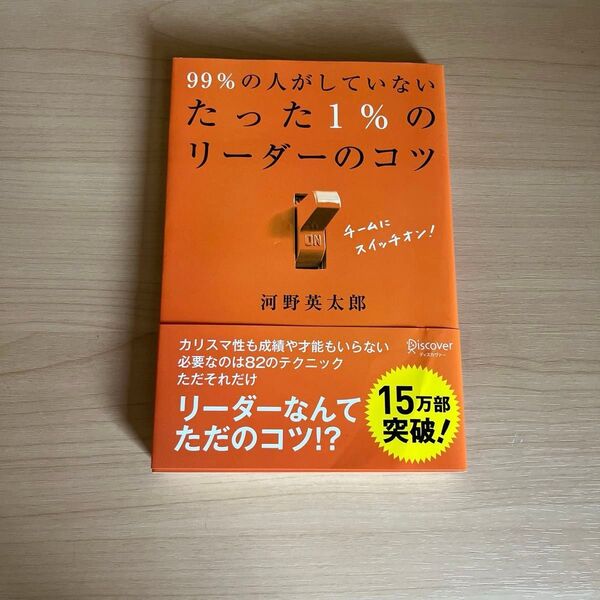 99%の人がしていない
たった1%の
リーダーのコツ
ON
チームに
スイッチオン!
河野英太郎
カリスマ性も成績や才能もいらない
必要なのは82のテクニック
ただそれだけ
リーダーなんて
ただのコツ!?
Discover
ディスカヴァー
15万部
突破!